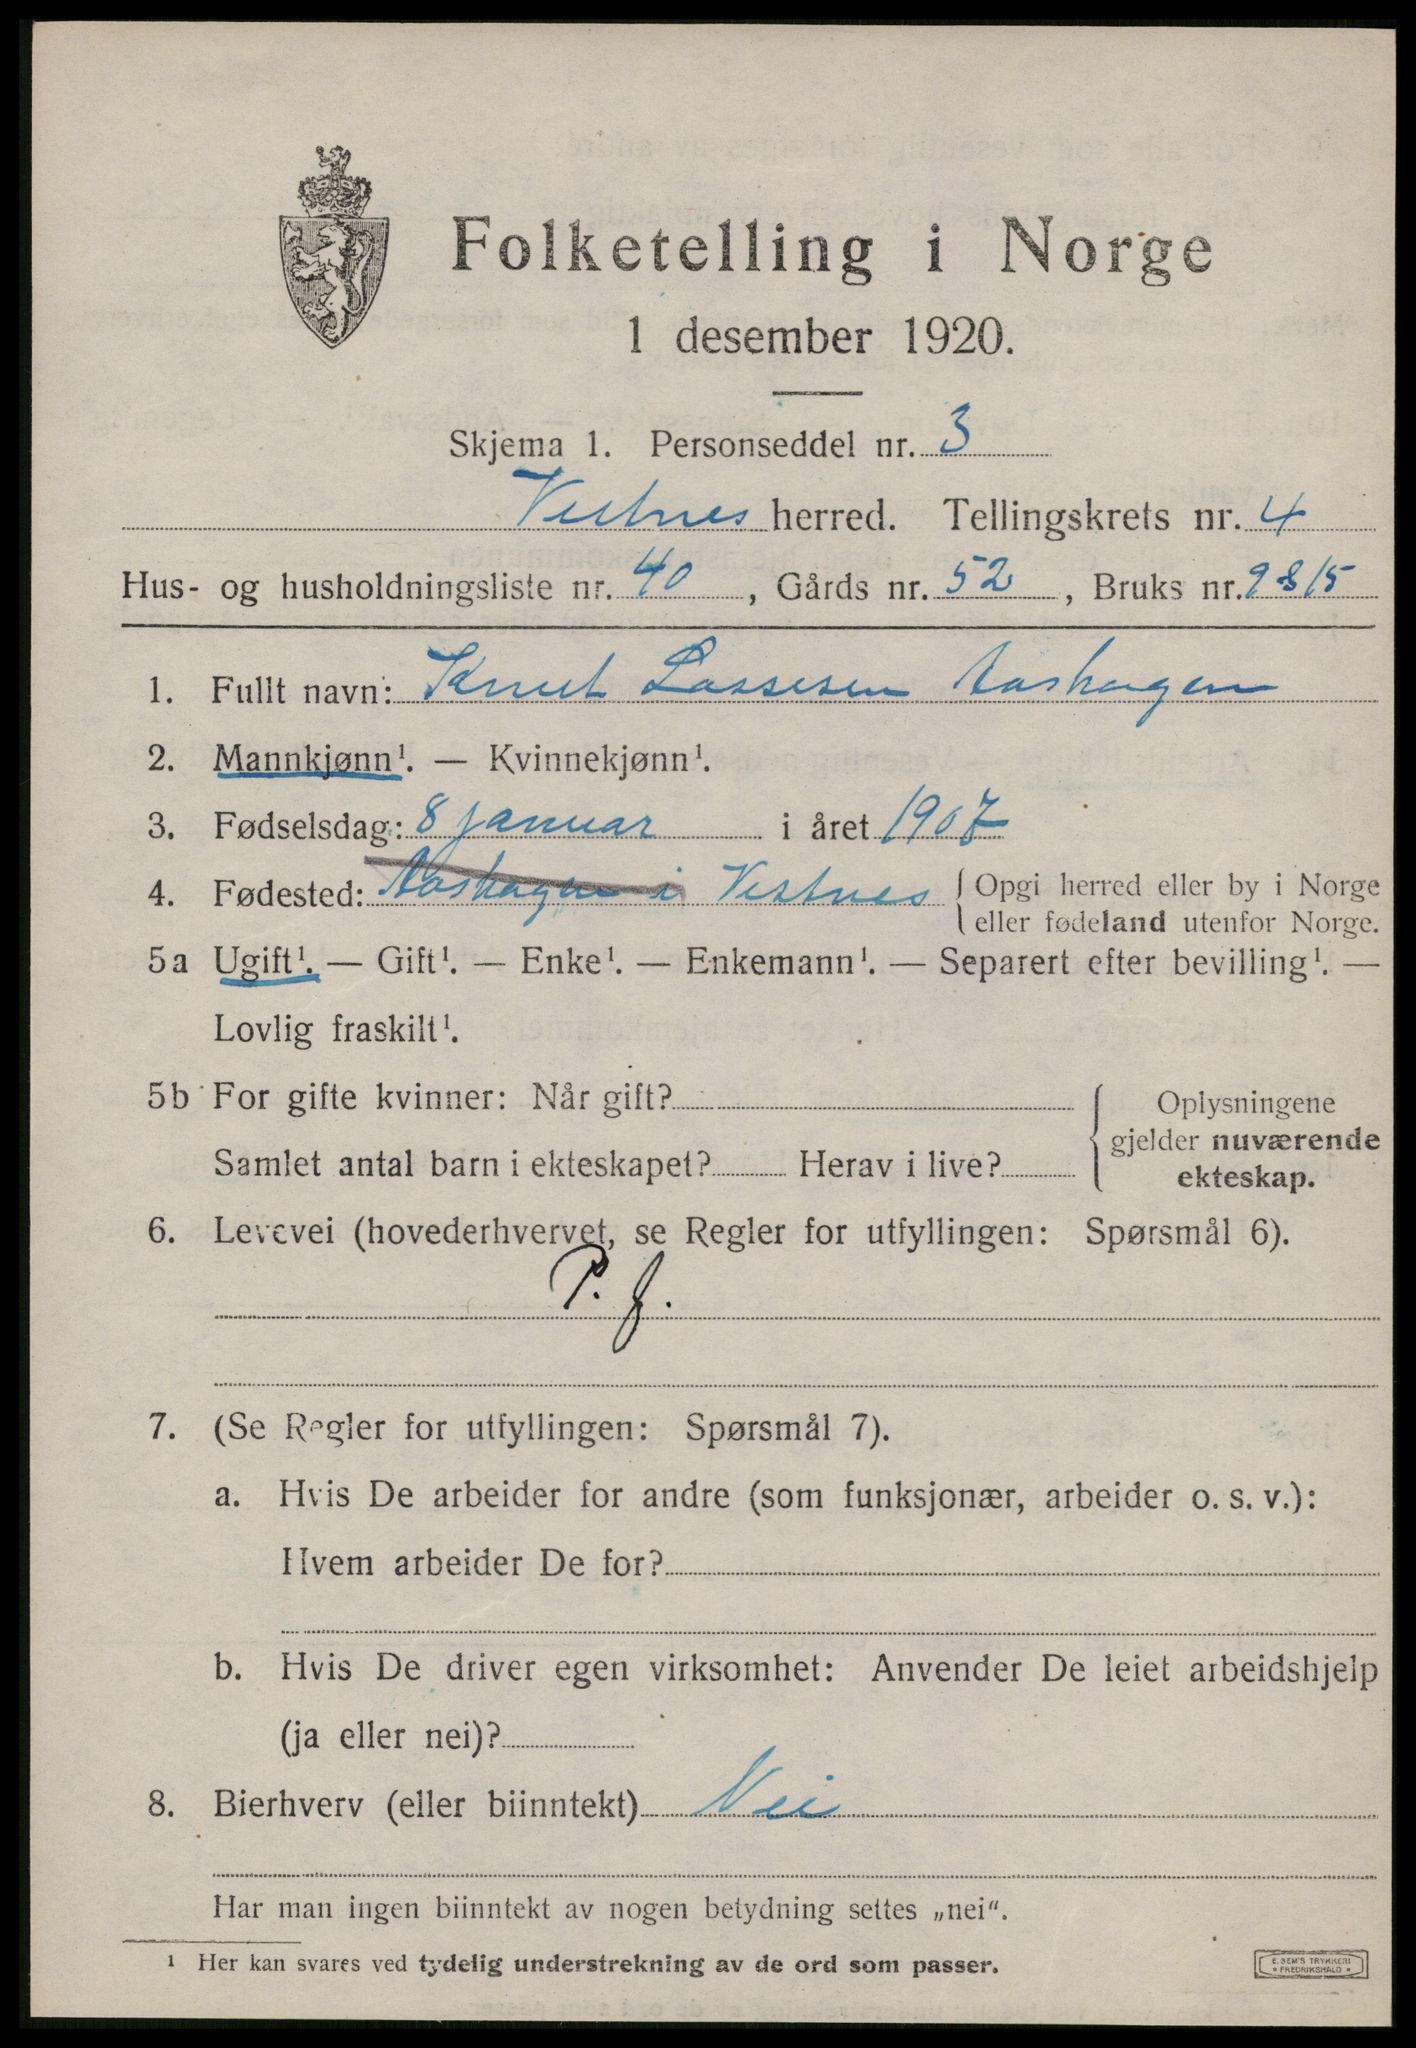 Folketelling i Norge
1 desember 1920.
Skjema 1. Personseddel nr. 3
Vestnes herred. Tellingskrets nr. 4
Hus- og husholdningsliste nr. 40, Gårds nr. 52, Bruks nr. 9815
1. Fullt navn: Knut Lassesen Aashagen
2. Mannkjønn¹. — Kvinnekjønn¹.
3. Fødselsdag: 8 januar i året 1907
4. Fødested: Aashagen i Vestnes { Opgi herred eller by i Norge
eller fødeland utenfor Norge.
5a Ugift¹. — Gift¹. — Enke¹. — Enkemann¹. — Separert efter bevilling¹. —
Lovlig fraskilt¹.
5b For gifte kvinner: Når gift?
Samlet antal barn i ekteskapet? Herav i live?
{ Oplysningene
gjelder nuværende
ekteskap.
6. Levevei (hovederhvervet, se Regler for utfyllingen: Spørsmål 6).
P. f.
7. (Se Regler for utfyllingen: Spørsmål 7).
a. Hvis De arbeider for andre (som funksjonær, arbeider o. s. v.):
Hvem arbeider De for?
b. Hvis De driver egen virksomhet: Anvender De leiet arbeidshjelp
(ja eller nei)?
8. Bierhverv (eller biinntekt) Nei
Har man ingen biinntekt av nogen betydning settes „nei“.
¹ Her kan svares ved tydelig understrekning av de ord som passer.
E. SEM'S TRYKKERI
• FREDRIKSHALD •